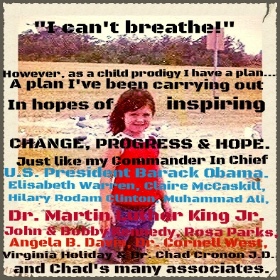 "I can't breathe!"
However, as a child prodigy I have a plan...
A plan I've been carrying out
In hopes of inspiring
CHANGE, PROGRESS & HOPE.
Just like my Commander In Chief
U.S. President Barack Obama.
Elisabeth Warren, Claire McCaskill,
Hilary Rodam Clinton, Muhammad Ali,
Dr. Martin Luther King Jr.
John & Bobby Kennedy, Rosa Parks,
Angela B. Davis, Dr. Cornell West,
Virginia Holiday & Dr. Chad Cronon J.D.
and Chad's many associates